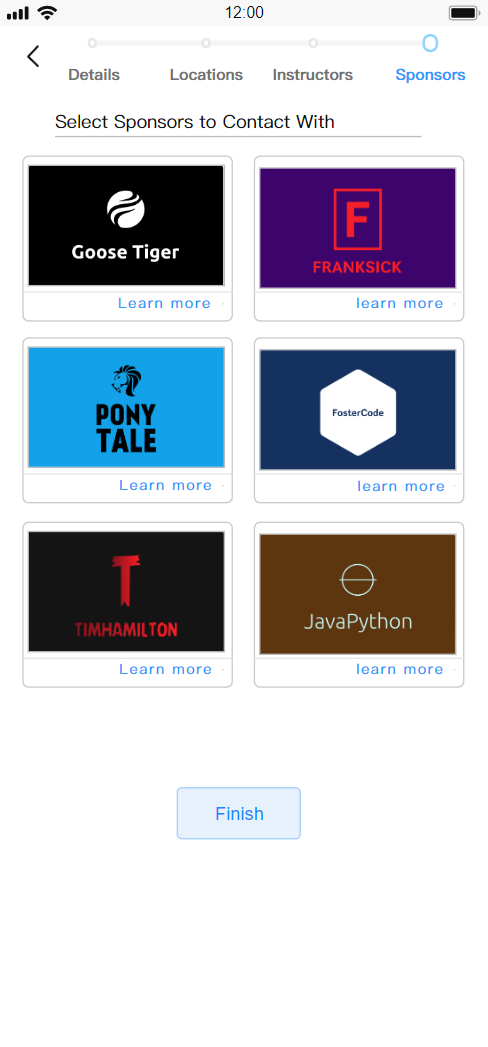 12:00
Details Locations Instructors Sponsors
Select Sponsors to Contact With
Goose Tiger
Learn more
F
FRANKSICK
learn more
PONY
TALE
Learn more
FosterCode
learn more
T
TIMHAMILTON
Learn more
JavaPython
learn more
Finish